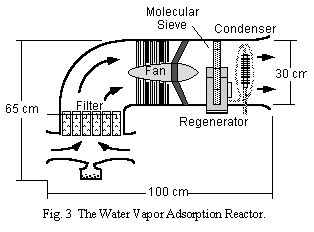 Molecular
Sieve
Condenser
Fan
30 cm
65 cm
Filter
Regenerator
100 cm
Fig. 3 The Water Vapor Adsorption Reactor.